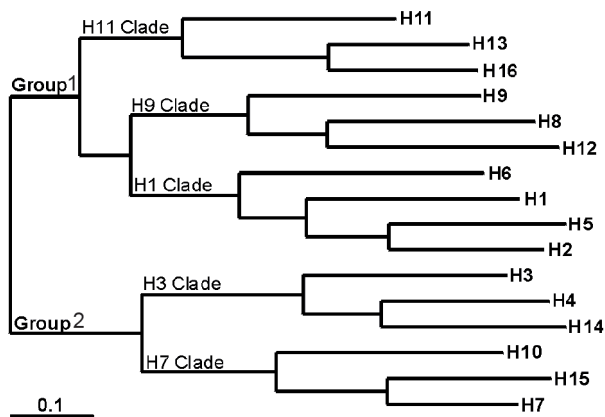 H11
H11 Clade
H13
H16
Group1
H9
H9 Clade
H8
H12
H6
H1 Clade
H1
H5
H2
H3
H3 Clade
H4
Group2
H14
H10
H7 Clade
H15
H7
0.1